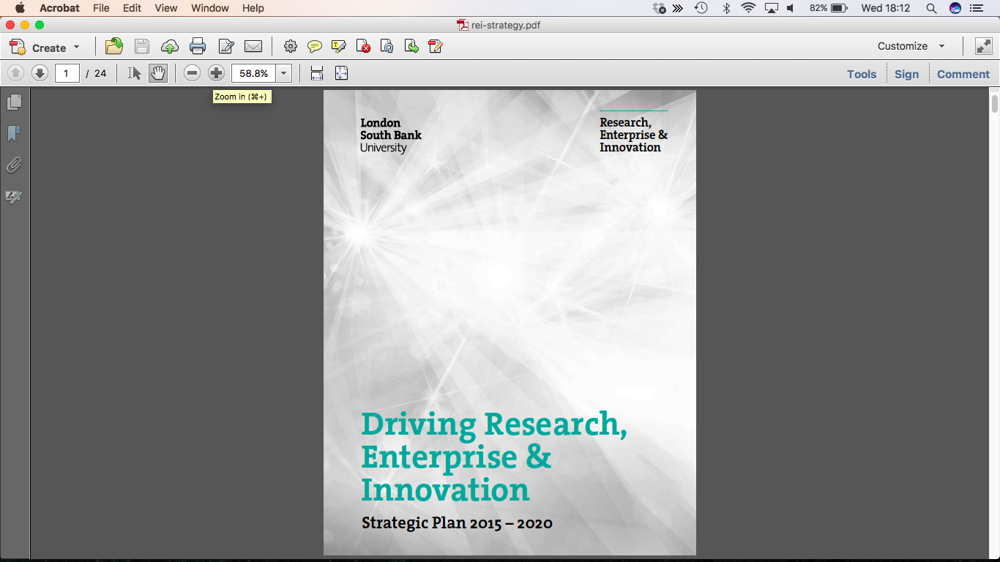 Acrobat File Edit View Window Help 82% Wed 18:12
rei-strategy.pdf
Create Customize
1 / 24 58.8% Tools Sign Comment
Zoom in (⌘+)
London
South Bank
University
Research,
Enterprise &
Innovation
Driving Research,
Enterprise &
Innovation
Strategic Plan 2015 – 2020